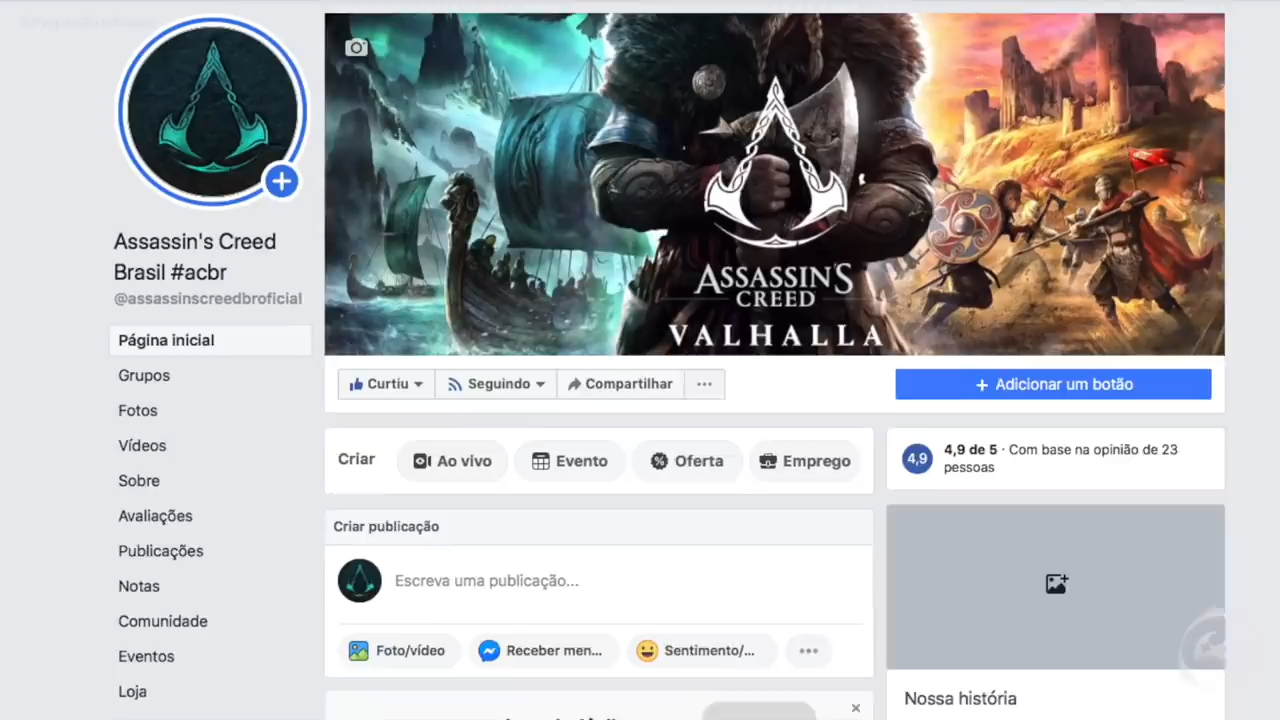 Assassin's Creed
Brasil #acbr
@assassinscreedbroficial
Página inicial
Grupos
Fotos
Vídeos
Sobre
Avaliações
Publicações
Notas
Comunidade
Eventos
Loja
ASSASSIN'S
CREED
VALHALLA
Curtiu
Seguindo
Compartilhar
+ Adicionar um botão
Criar
Ao vivo
Evento
Oferta
Emprego
4,9
4,9 de 5 · Com base na opinião de 23
pessoas
Criar publicação
Escreva uma publicação...
Foto/vídeo
Receber men...
Sentimento/...
Nossa história